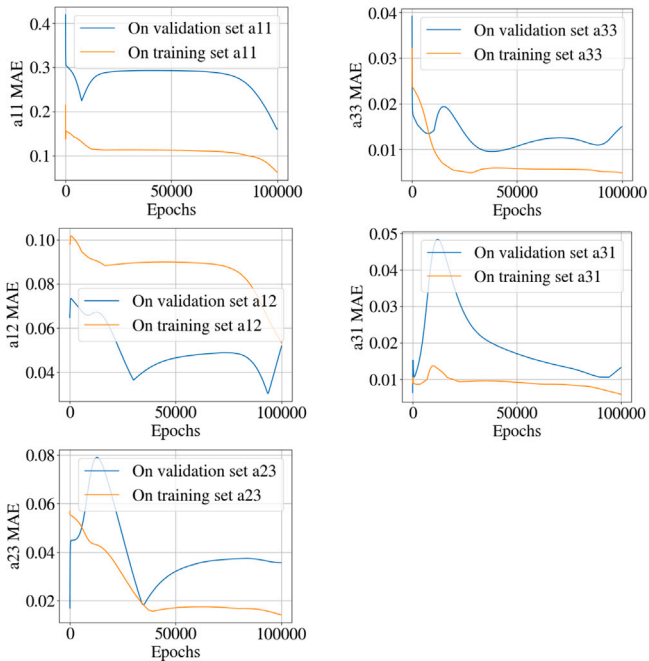 0.4
0.3
0.2
0.1
a11 MAE
On validation set a11
On training set a11
0
50000
100000
Epochs
0.04
0.03
0.02
0.01
a33 MAE
On validation set a33
On training set a33
0
50000
100000
Epochs
0.10
0.08
0.06
0.04
a12 MAE
On validation set a12
On training set a12
0
50000
100000
Epochs
0.05
0.04
0.03
0.02
0.01
a31 MAE
On validation set a31
On training set a31
0
50000
100000
Epochs
0.08
0.06
0.04
0.02
a23 MAE
On validation set a23
On training set a23
0
50000
100000
Epochs